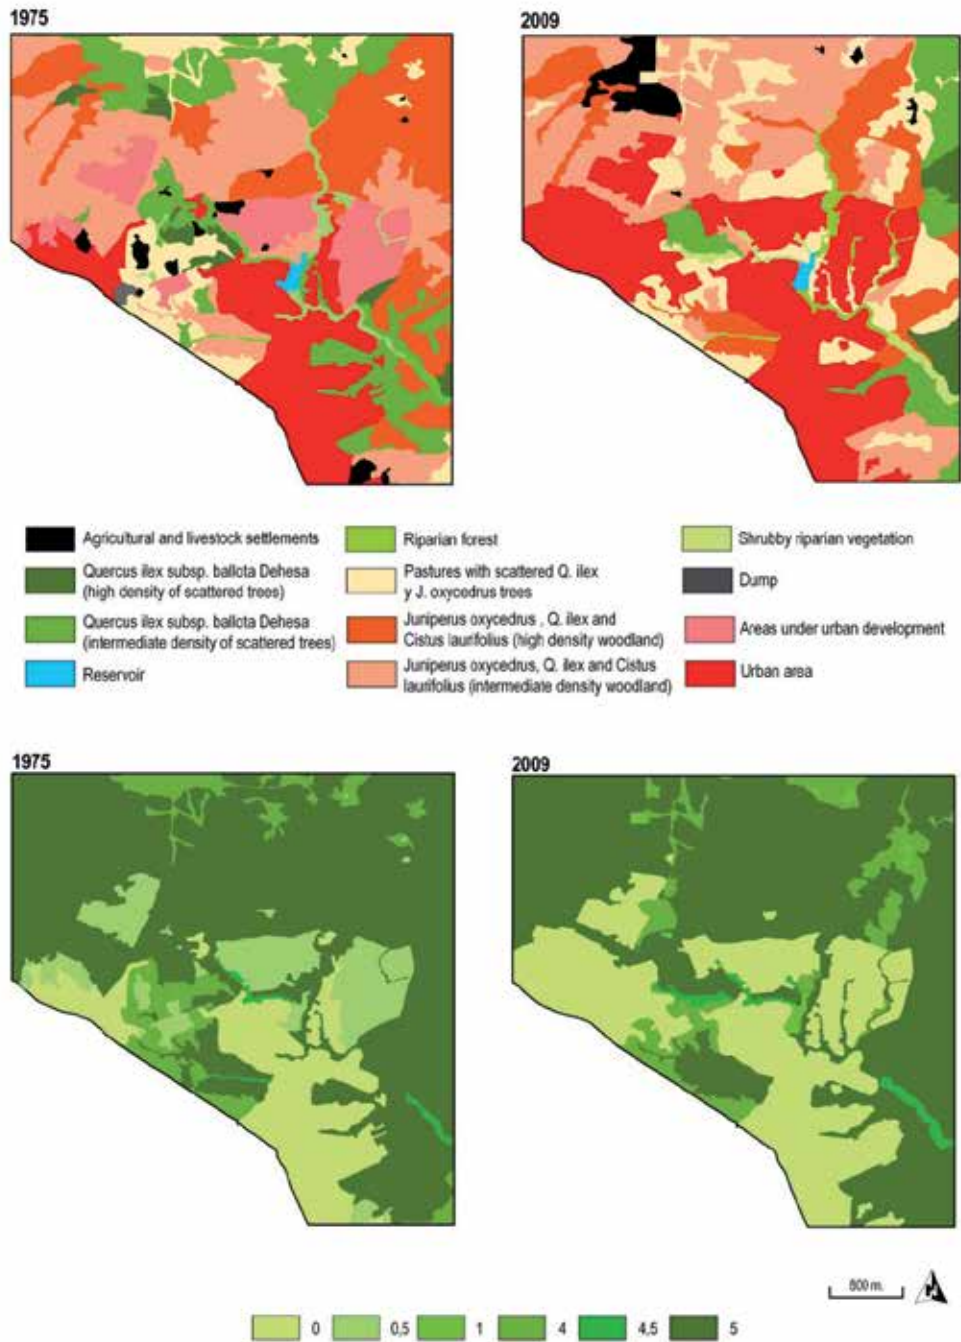 1975
2009
Agricultural and livestock settlements
Quercus ilex subsp. ballota Dehesa
(high density of scattered trees)
Quercus ilex subsp. ballota Dehesa
(intermediate density of scattered trees)
Reservoir
Riparian forest
Pastures with scattered Q. ilex
y J. oxycedrus trees
Juniperus oxycedrus , Q. ilex and
Cistus laurifolius (high density woodland)
Juniperus oxycedrus, Q. ilex and Cistus
laurifolius (intermediate density woodland)
Shrubby riparian vegetation
Dump
Areas under urban development
Urban area
1975
2009
800 m.
0
0,5
1
4
4,5
5